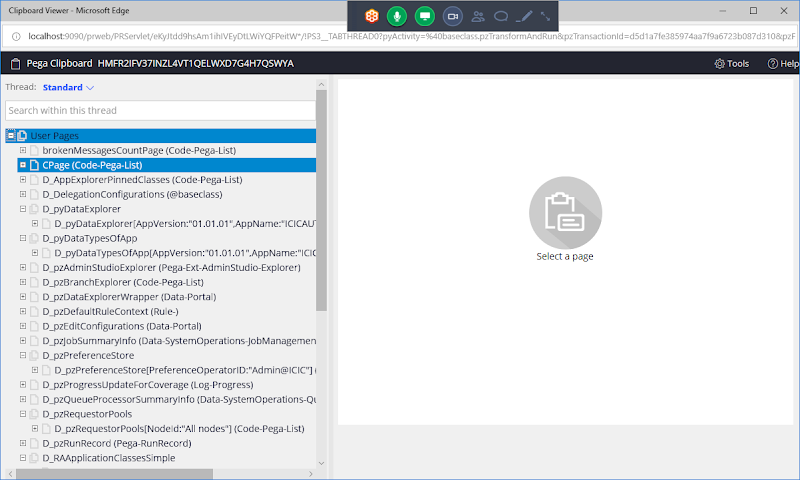 Clipboard Viewer - Microsoft Edge
localhost:9090/prweb/PRServlet/eKyItdd9hsAm1ihIVEyDtLWiYQFPeitW*/!PS3__TABTHREAD0?pyActivity=%40baseclass.pzTransformAndRun&pzTransactionId=d5d1a7fe385974aa7f9a6723b087d310&pzF
Pega Clipboard HMFR2IFV37INZL4VT1QELWXD7G4H7QSWYA
Tools
Help
Thread: Standard
Search within this thread
User Pages
brokenMessagesCountPage (Code-Pega-List)
CPage (Code-Pega-List)
D_AppExplorerPinnedClasses (Code-Pega-List)
D_DelegationConfigurations (@baseclass)
D_pyDataExplorer
D_pyDataExplorer[AppVersion:"01.01.01",AppName:"ICICAU
D_pyDataTypesOfApp
D_pyDataTypesOfApp[AppVersion:"01.01.01",AppName:"IC
D_pzAdminStudioExplorer (Pega-Ext-AdminStudio-Explorer)
D_pzBranchExplorer (Code-Pega-List)
D_pzDataExplorerWrapper (Data-Portal)
D_pzDefaultRuleContext (Rule-)
D_pzEditConfigurations (Data-Portal)
D_pzJobSummaryInfo (Data-SystemOperations-JobManagemen
D_pzPreferenceStore
D_pzPreferenceStore[PreferenceOperatorID:"Admin@ICIC"] (
D_pzProgressUpdateForCoverage (Log-Progress)
D_pzQueueProcessorSummaryInfo (Data-SystemOperations-Qu
D_pzRequestorPools
D_pzRequestorPools[NodeId:"All nodes"] (Code-Pega-List)
D_pzRunRecord (Pega-RunRecord)
D_RAApplicationClassesSimple
Select a page